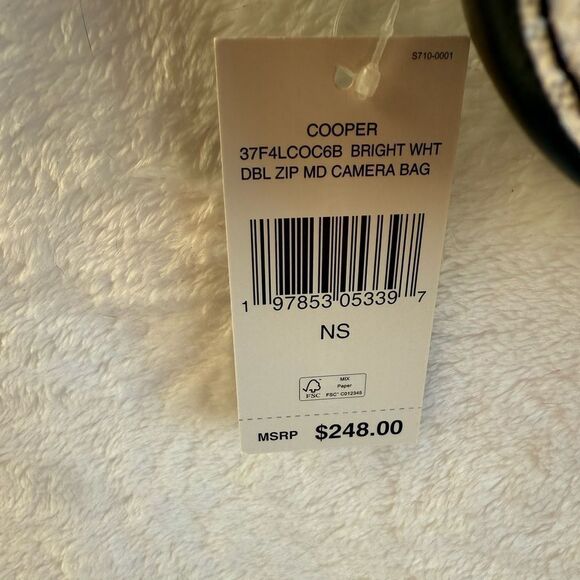 S710-0001
COOPER
37F4LCOC6B BRIGHT WHT
DBL ZIP MD CAMERA BAG
1 97853 05339 7
NS
FSC
MIX
Paper
FSC® C012345
MSRP $248.00